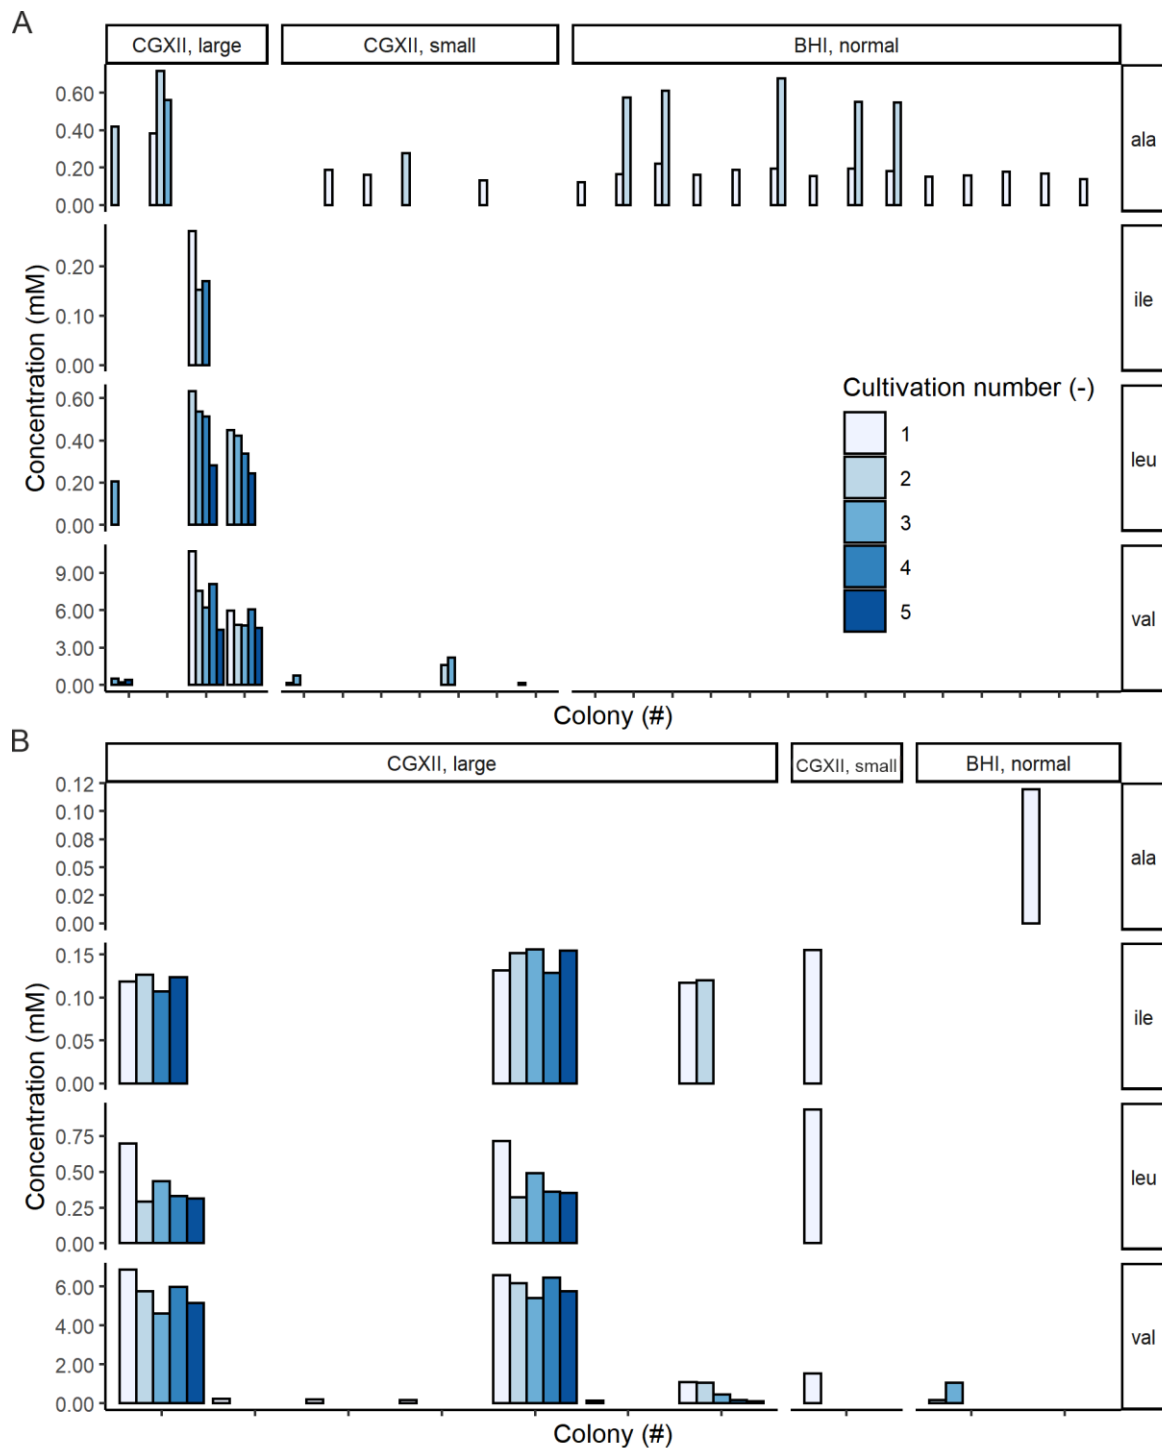 A
CGXII, large
CGXII, small
BHI, normal
0.60
0.40
0.20
0.00
ala
0.20
0.10
0.00
ile
0.60
0.40
0.20
0.00
leu
9.00
6.00
3.00
0.00
val
Concentration (mM)
Cultivation number (-)
1
2
3
4
5
Colony (#)
B
CGXII, large
CGXII, small
BHI, normal
0.12
0.10
0.08
0.05
0.02
0.00
ala
0.15
0.10
0.05
0.00
ile
0.75
0.50
0.25
0.00
leu
6.00
4.00
2.00
0.00
val
Concentration (mM)
Colony (#)